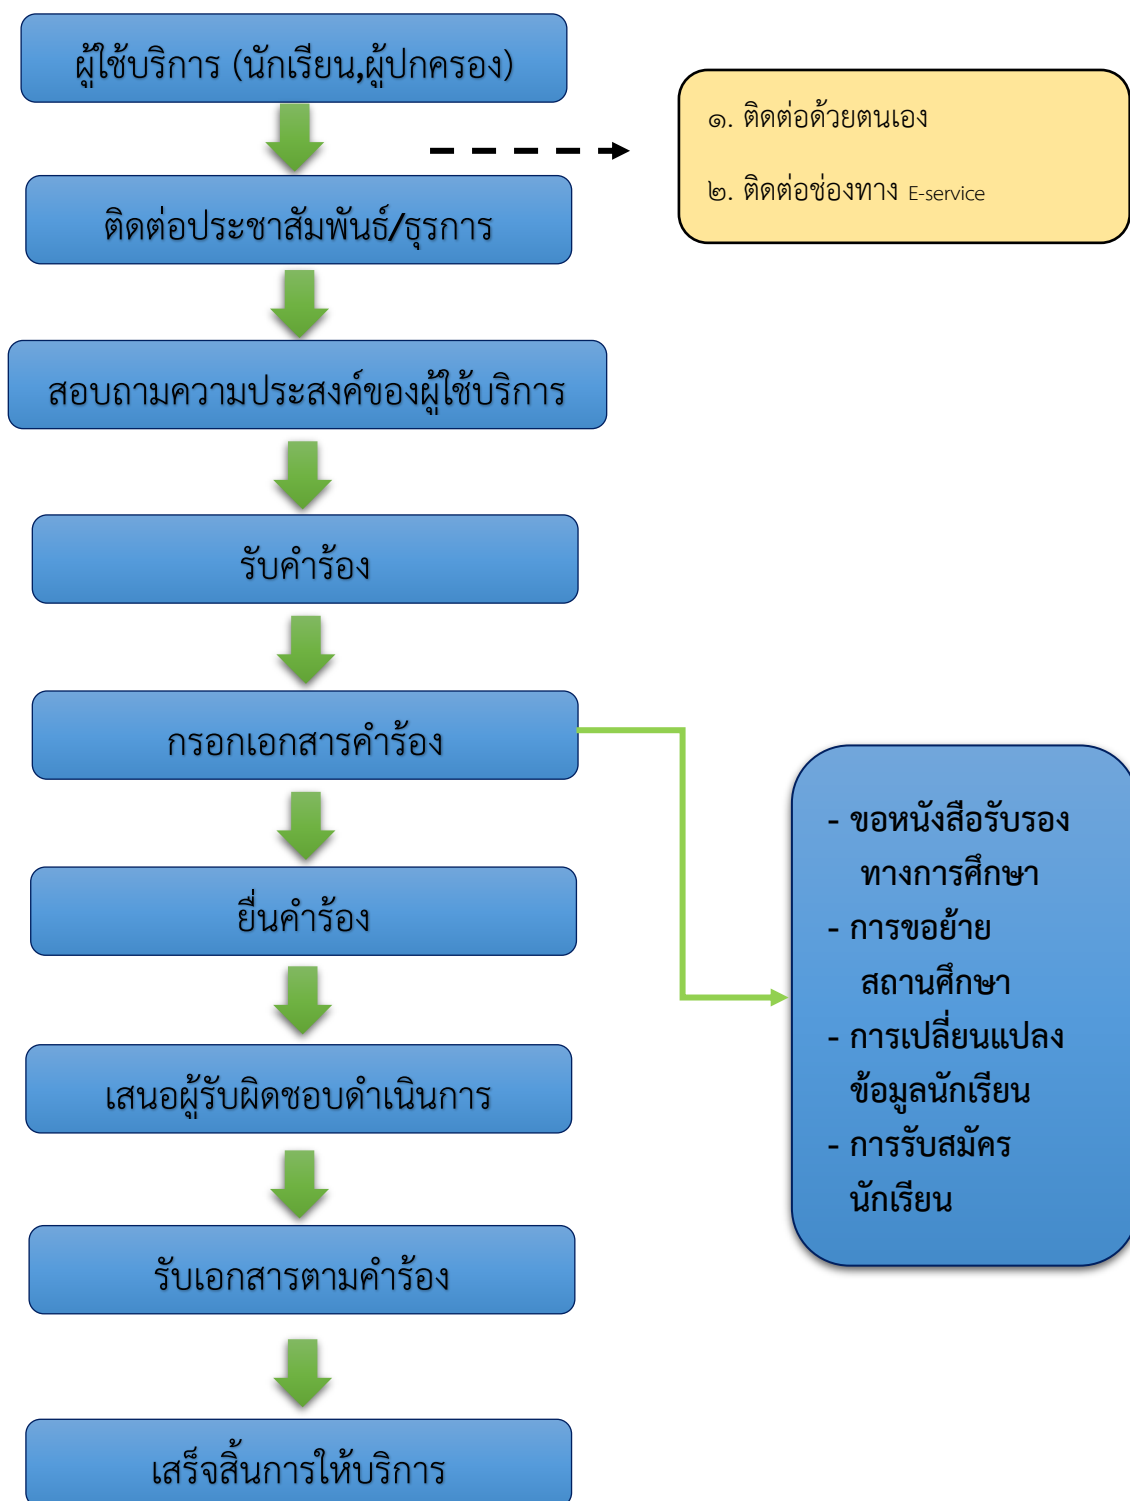 ผู้ใช้บริการ (นักเรียน,ผู้ปกครอง)
๑. ติดต่อด้วยตนเอง
๒. ติดต่อช่องทาง E-service
ติดต่อประชาสัมพันธ์/ธุรการ
สอบถามความประสงค์ของผู้ใช้บริการ
รับคำร้อง
กรอกเอกสารคำร้อง
- ขอหนังสือรับรอง
ทางการศึกษา
- การขอย้าย
สถานศึกษา
- การเปลี่ยนแปลง
ข้อมูลนักเรียน
- การรับสมัคร
นักเรียน
ยื่นคำร้อง
เสนอผู้รับผิดชอบดำเนินการ
รับเอกสารตามคำร้อง
เสร็จสิ้นการให้บริการ